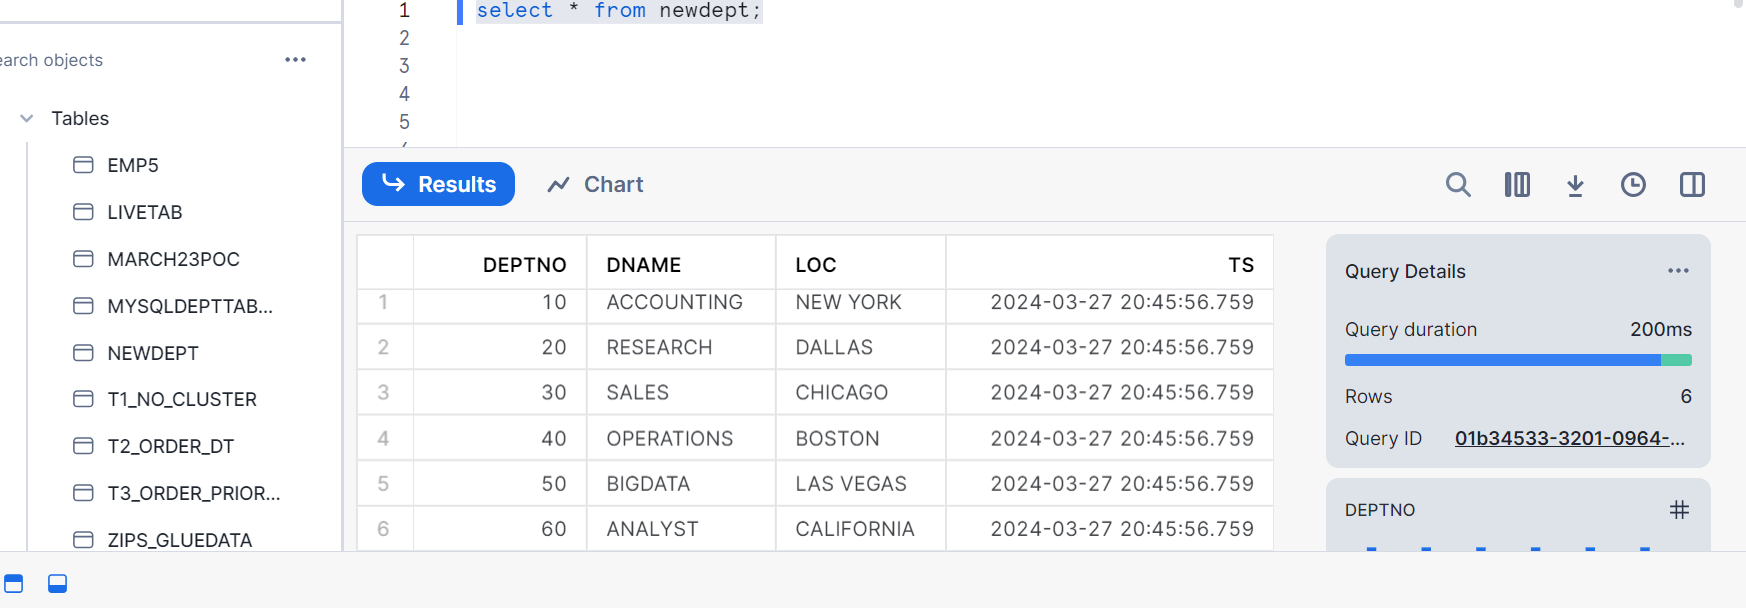 1 select * from newdept;
2
3
4
5
earch objects
Tables
EMP5
LIVETAB
MARCH23POC
MYSQLDEPTTAB...
NEWDEPT
T1_NO_CLUSTER
T2_ORDER_DT
T3_ORDER_PRIOR...
ZIPS_GLUEDATA
Results Chart
DEPTNO DNAME LOC TS
1 10 ACCOUNTING NEW YORK 2024-03-27 20:45:56.759
2 20 RESEARCH DALLAS 2024-03-27 20:45:56.759
3 30 SALES CHICAGO 2024-03-27 20:45:56.759
4 40 OPERATIONS BOSTON 2024-03-27 20:45:56.759
5 50 BIGDATA LAS VEGAS 2024-03-27 20:45:56.759
6 60 ANALYST CALIFORNIA 2024-03-27 20:45:56.759
Query Details ...
Query duration 200ms
Rows 6
Query ID 01b34533-3201-0964-...
DEPTNO #